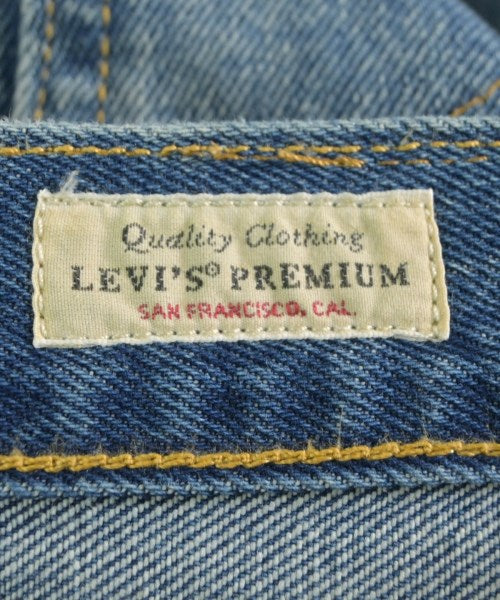 Quality Clothing
LEVI'S® PREMIUM
SAN FRANCISCO, CAL.